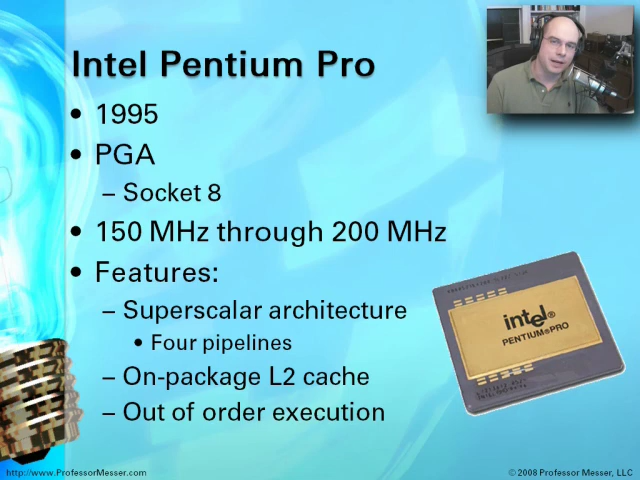 Intel Pentium Pro
• 1995
• PGA
– Socket 8
• 150 MHz through 200 MHz
• Features:
– Superscalar architecture
• Four pipelines
– On-package L2 cache
– Out of order execution
intel®
PENTIUM®PRO
http://www.ProfessorMesser.com
© 2008 Professor Messer, LLC